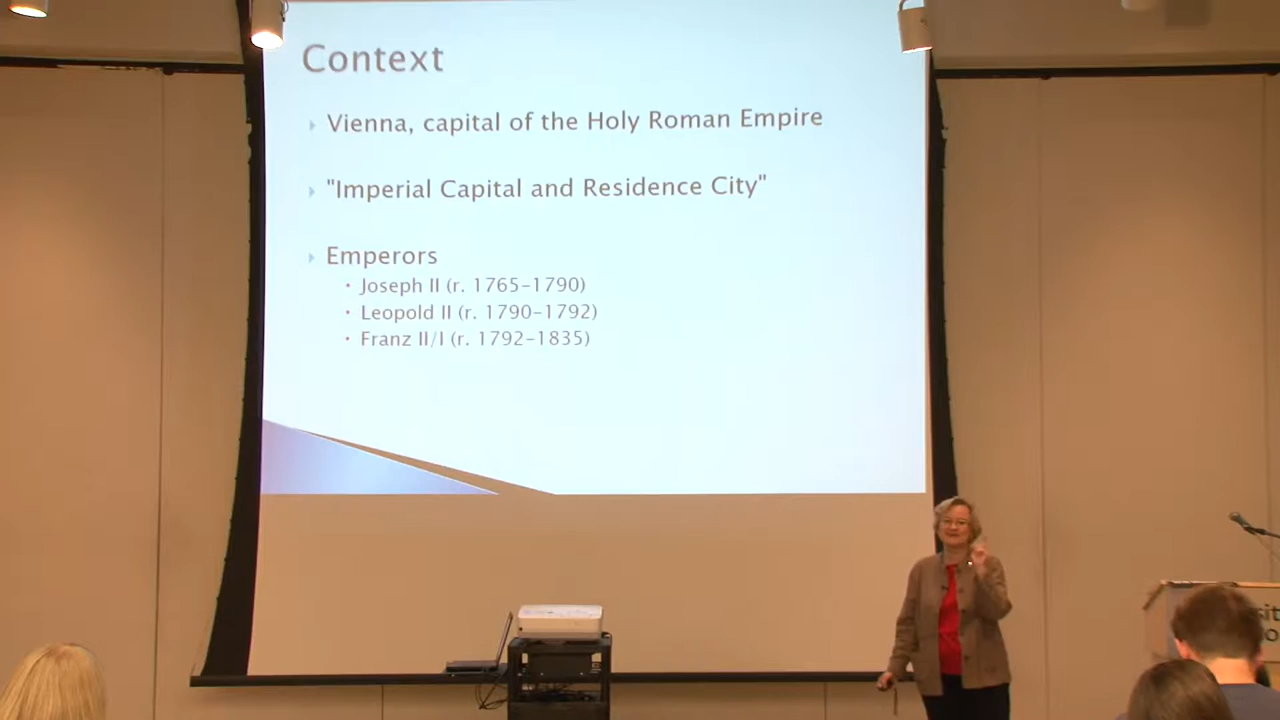 Context
Vienna, capital of the Holy Roman Empire
"Imperial Capital and Residence City"
Emperors
Joseph II (r. 1765-1790)
Leopold II (r. 1790-1792)
Franz II/I (r. 1792-1835)